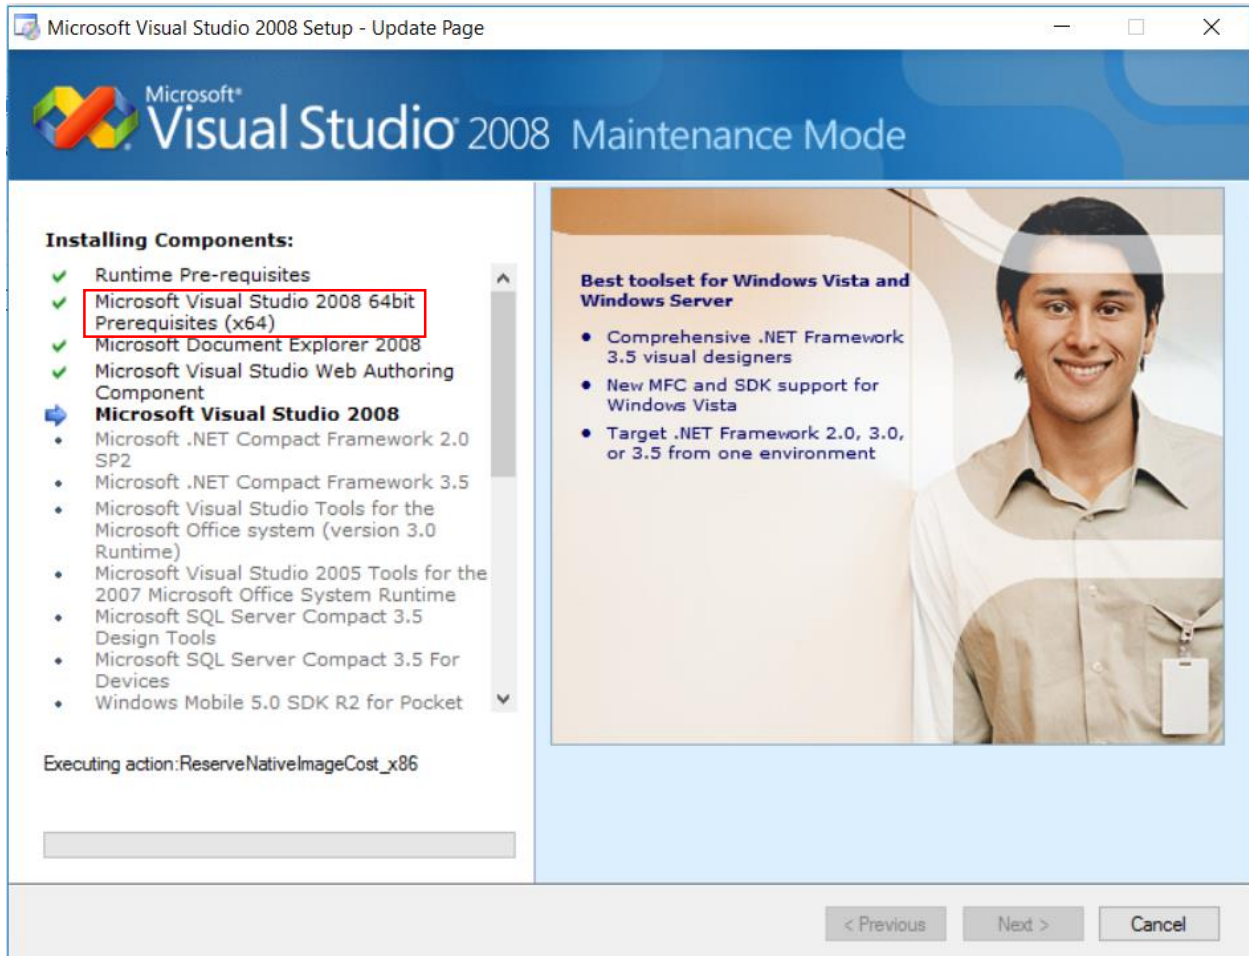 Microsoft Visual Studio 2008 Setup - Update Page
Microsoft®
Visual Studio® 2008 Maintenance Mode
Installing Components:
Runtime Pre-requisites
Microsoft Visual Studio 2008 64bit
Prerequisites (x64)
Microsoft Document Explorer 2008
Microsoft Visual Studio Web Authoring
Component
Microsoft Visual Studio 2008
Microsoft .NET Compact Framework 2.0
SP2
Microsoft .NET Compact Framework 3.5
Microsoft Visual Studio Tools for the
Microsoft Office system (version 3.0
Runtime)
Microsoft Visual Studio 2005 Tools for the
2007 Microsoft Office System Runtime
Microsoft SQL Server Compact 3.5
Design Tools
Microsoft SQL Server Compact 3.5 For
Devices
Windows Mobile 5.0 SDK R2 for Pocket
Executing action:ReserveNativeImageCost_x86
Best toolset for Windows Vista and
Windows Server
• Comprehensive .NET Framework
3.5 visual designers
• New MFC and SDK support for
Windows Vista
• Target .NET Framework 2.0, 3.0,
or 3.5 from one environment
< Previous
Next >
Cancel